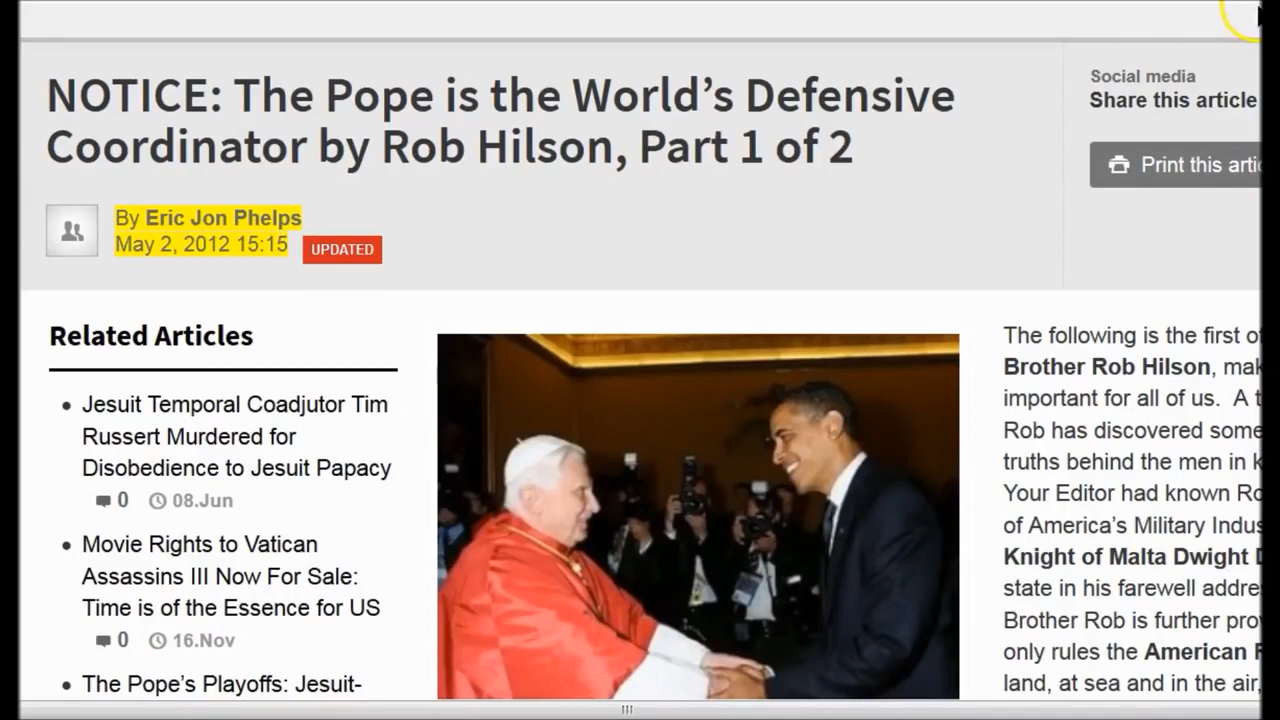 NOTICE: The Pope is the World’s Defensive
Coordinator by Rob Hilson, Part 1 of 2
By Eric Jon Phelps
May 2, 2012 15:15
UPDATED
Social media
Share this article
Print this arti
Related Articles
Jesuit Temporal Coadjutor Tim
Russert Murdered for
Disobedience to Jesuit Papacy
0 08.Jun
Movie Rights to Vatican
Assassins III Now For Sale:
Time is of the Essence for US
0 16.Nov
The Pope’s Playoffs: Jesuit-
The following is the first of
Brother Rob Hilson, mak
important for all of us. A t
Rob has discovered some
truths behind the men in k
Your Editor had known Ro
of America’s Military Indus
Knight of Malta Dwight D
state in his farewell addre
Brother Rob is further prov
only rules the American F
land, at sea and in the air,